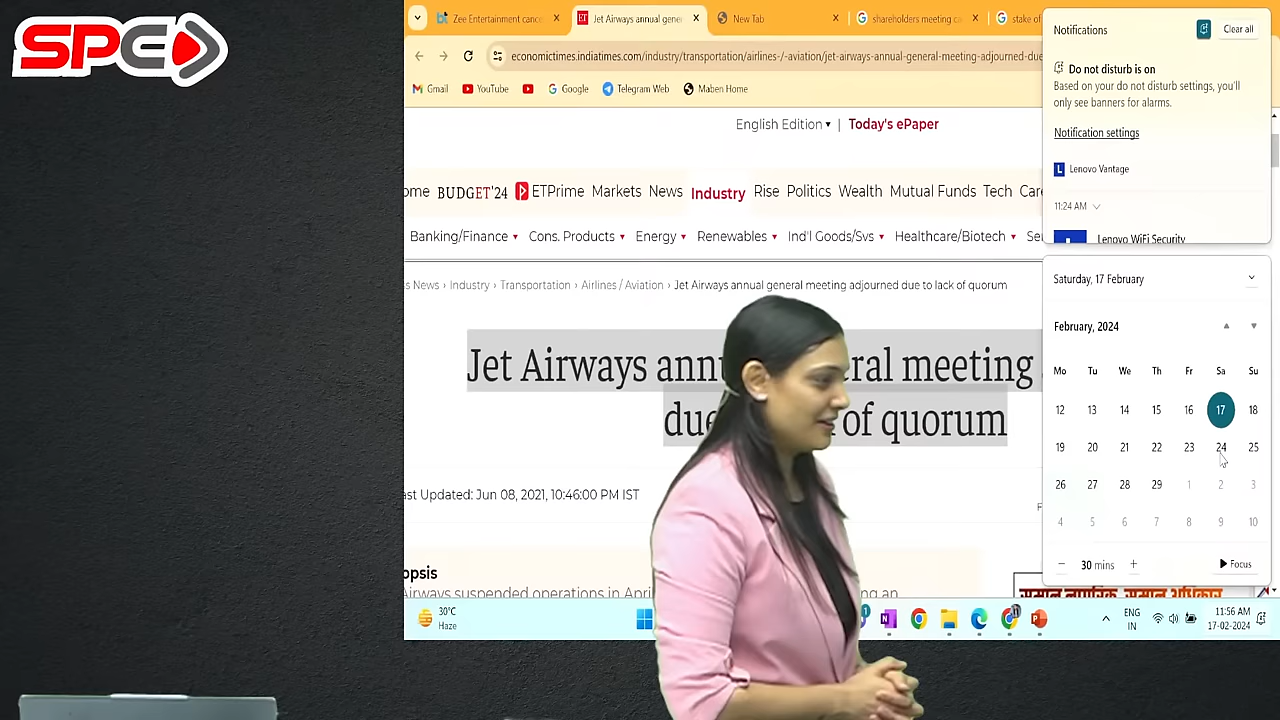 SPC
Zee Entertainment cance
Jet Airways annual gene
New Tab
shareholders meeting ca
stake of
economictimes.indiatimes.com/industry/transportation/airlines-/-aviation/jet-airways-annual-general-meeting-adjourned-due
Gmail
YouTube
Google
Telegram Web
Maben Home
English Edition
Today's ePaper
ome
BUDGET'24
ETPrime
Markets
News
Industry
Rise
Politics
Wealth
Mutual Funds
Tech
Car
Banking/Finance
Cons. Products
Energy
Renewables
Ind'l Goods/Svs
Healthcare/Biotech
Se
s News › Industry › Transportation › Airlines / Aviation › Jet Airways annual general meeting adjourned due to lack of quorum
Jet Airways ann ral meeting
due of quorum
ast Updated: Jun 08, 2021, 10:46:00 PM IST
opsis
Airways suspended operations in Apri ing an
समान नागरिक, समान अधिकार
Notifications
Clear all
Do not disturb is on
Based on your do not disturb settings, you'll
only see banners for alarms.
Notification settings
Lenovo Vantage
11:24 AM
Lenovo WiFi Security
Saturday, 17 February
February, 2024
Mo Tu We Th Fr Sa Su
12 13 14 15 16 17 18
19 20 21 22 23 24 25
26 27 28 29 1 2 3
4 5 6 7 8 9 10
30 mins
Focus
30°C
Haze
ENG
IN
11:56 AM
17-02-2024